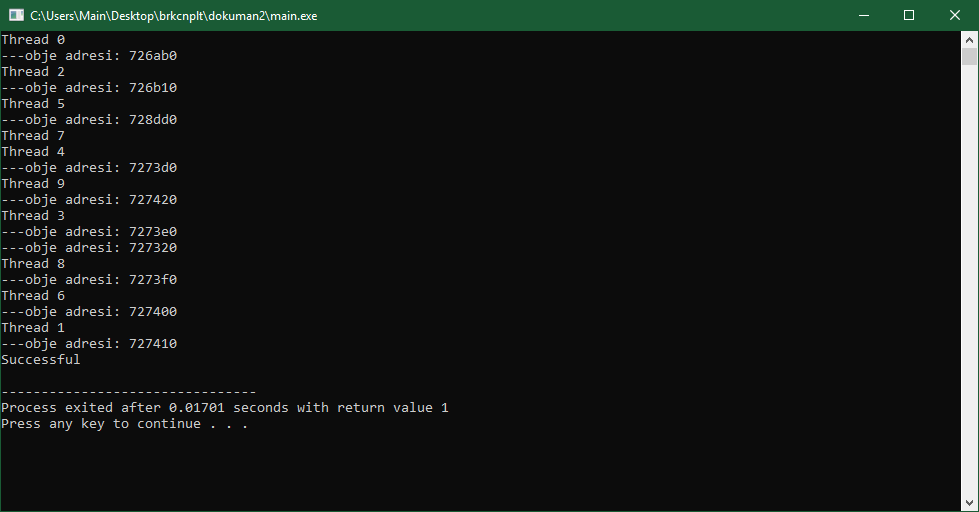 C:\Users\Main\Desktop\brkcnplt\dokuman2\main.exe
Thread 0
---obje adresi: 726ab0
Thread 2
---obje adresi: 726b10
Thread 5
---obje adresi: 728dd0
Thread 7
Thread 4
---obje adresi: 7273d0
Thread 9
---obje adresi: 727420
Thread 3
---obje adresi: 7273e0
---obje adresi: 727320
Thread 8
---obje adresi: 7273f0
Thread 6
---obje adresi: 727400
Thread 1
---obje adresi: 727410
Successful
--------------------------------
Process exited after 0.01701 seconds with return value 1
Press any key to continue . . .